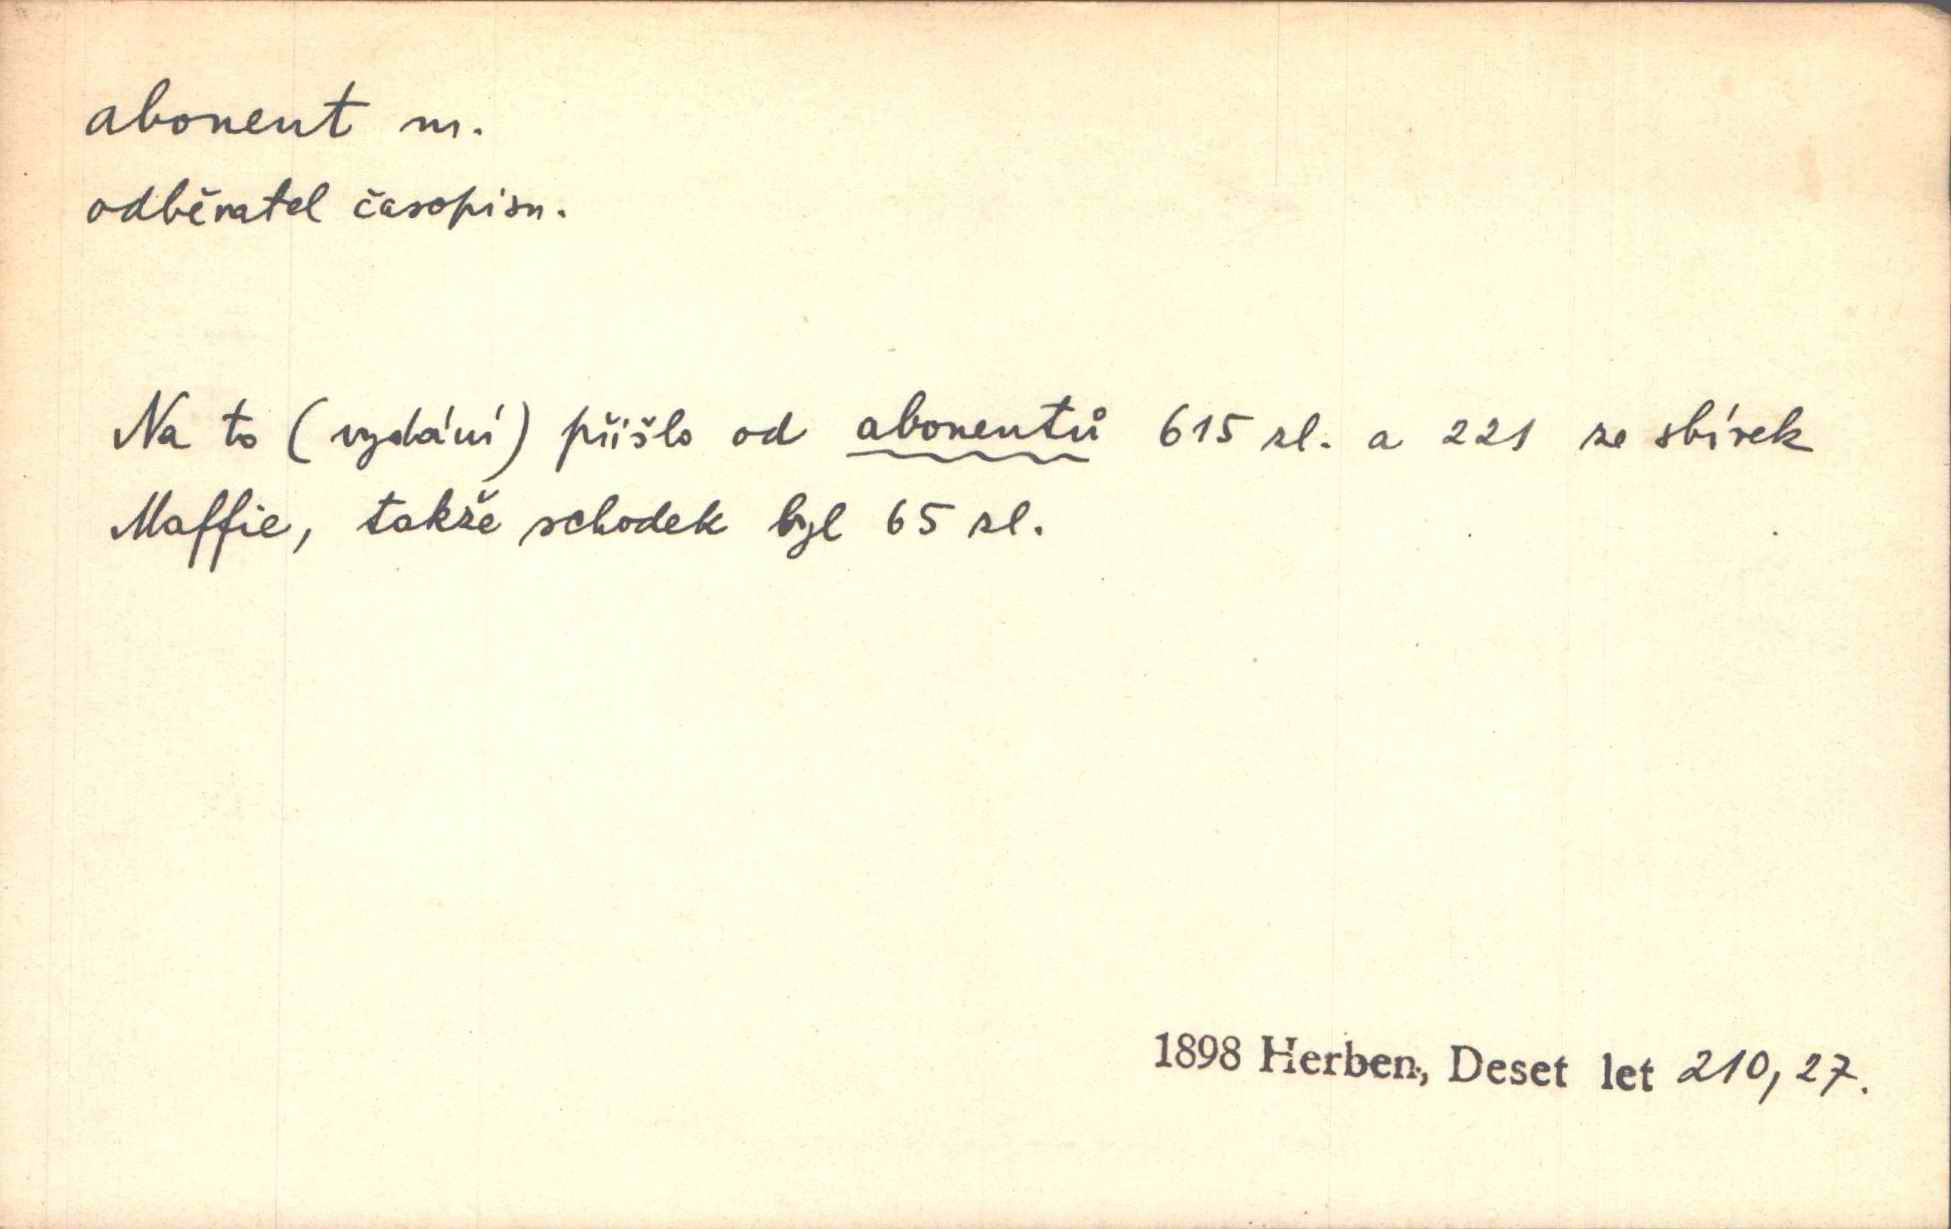 abonent m.
odběratel časopisu.
Na to (vydání) přišlo od abonentů 615 zl. a 221 ze sbírek
Maffie, takže schodek byl 65 zl.
1898 Herben, Deset let 210, 27.